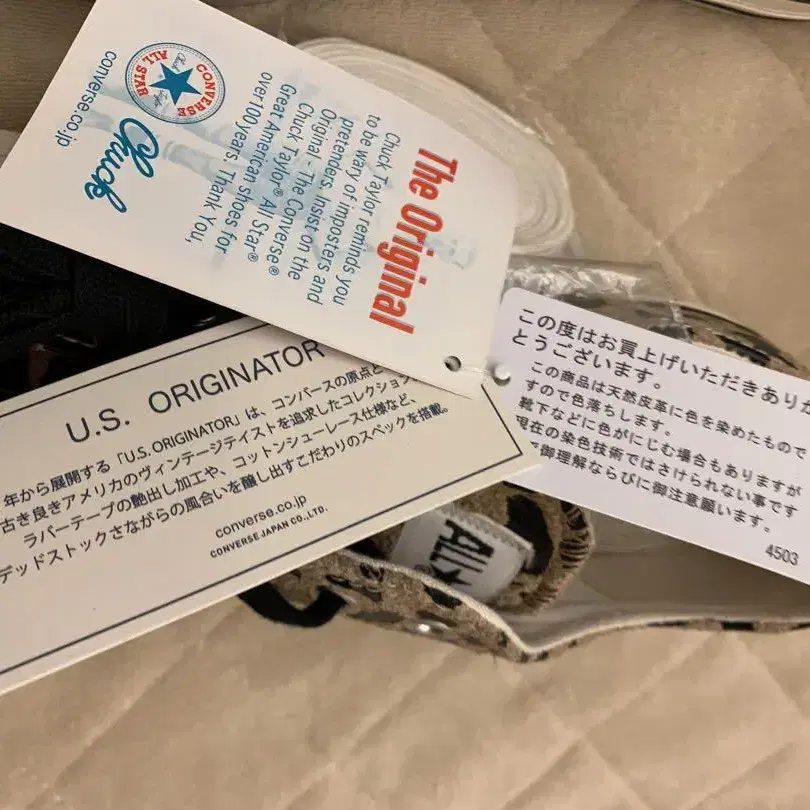 CONVERSE
ALL STAR
Chuck
converse.co.jp
The Original
Chuck Taylor reminds you
to be wary of imposters and
pretenders. Insist on the
Original - The Converse®
Chuck Taylor® All Star®
Great American shoes for
over 100 years. Thank You,
U.S. ORIGINATOR
年から展開する「U.S. ORIGINATOR」は、コンバースの原点と
古き良きアメリカのヴィンテージテイストを追求したコレクション
ラバーテープの艶出し加工や、コットンシューレース仕様など、
デッドストックさながらの風合いを醸し出すこだわりのスペックを搭載。
converse.co.jp
CONVERSE JAPAN CO., LTD.
この度はお買上げいただきありが
とうございます。
この商品は天然皮革に色を染めたもので
すので色落ちします。
靴下などに色がにじむ場合もありますが
現在の染色技術ではさけられない事です
御理解ならびに御注意願います。
4503
ALL★